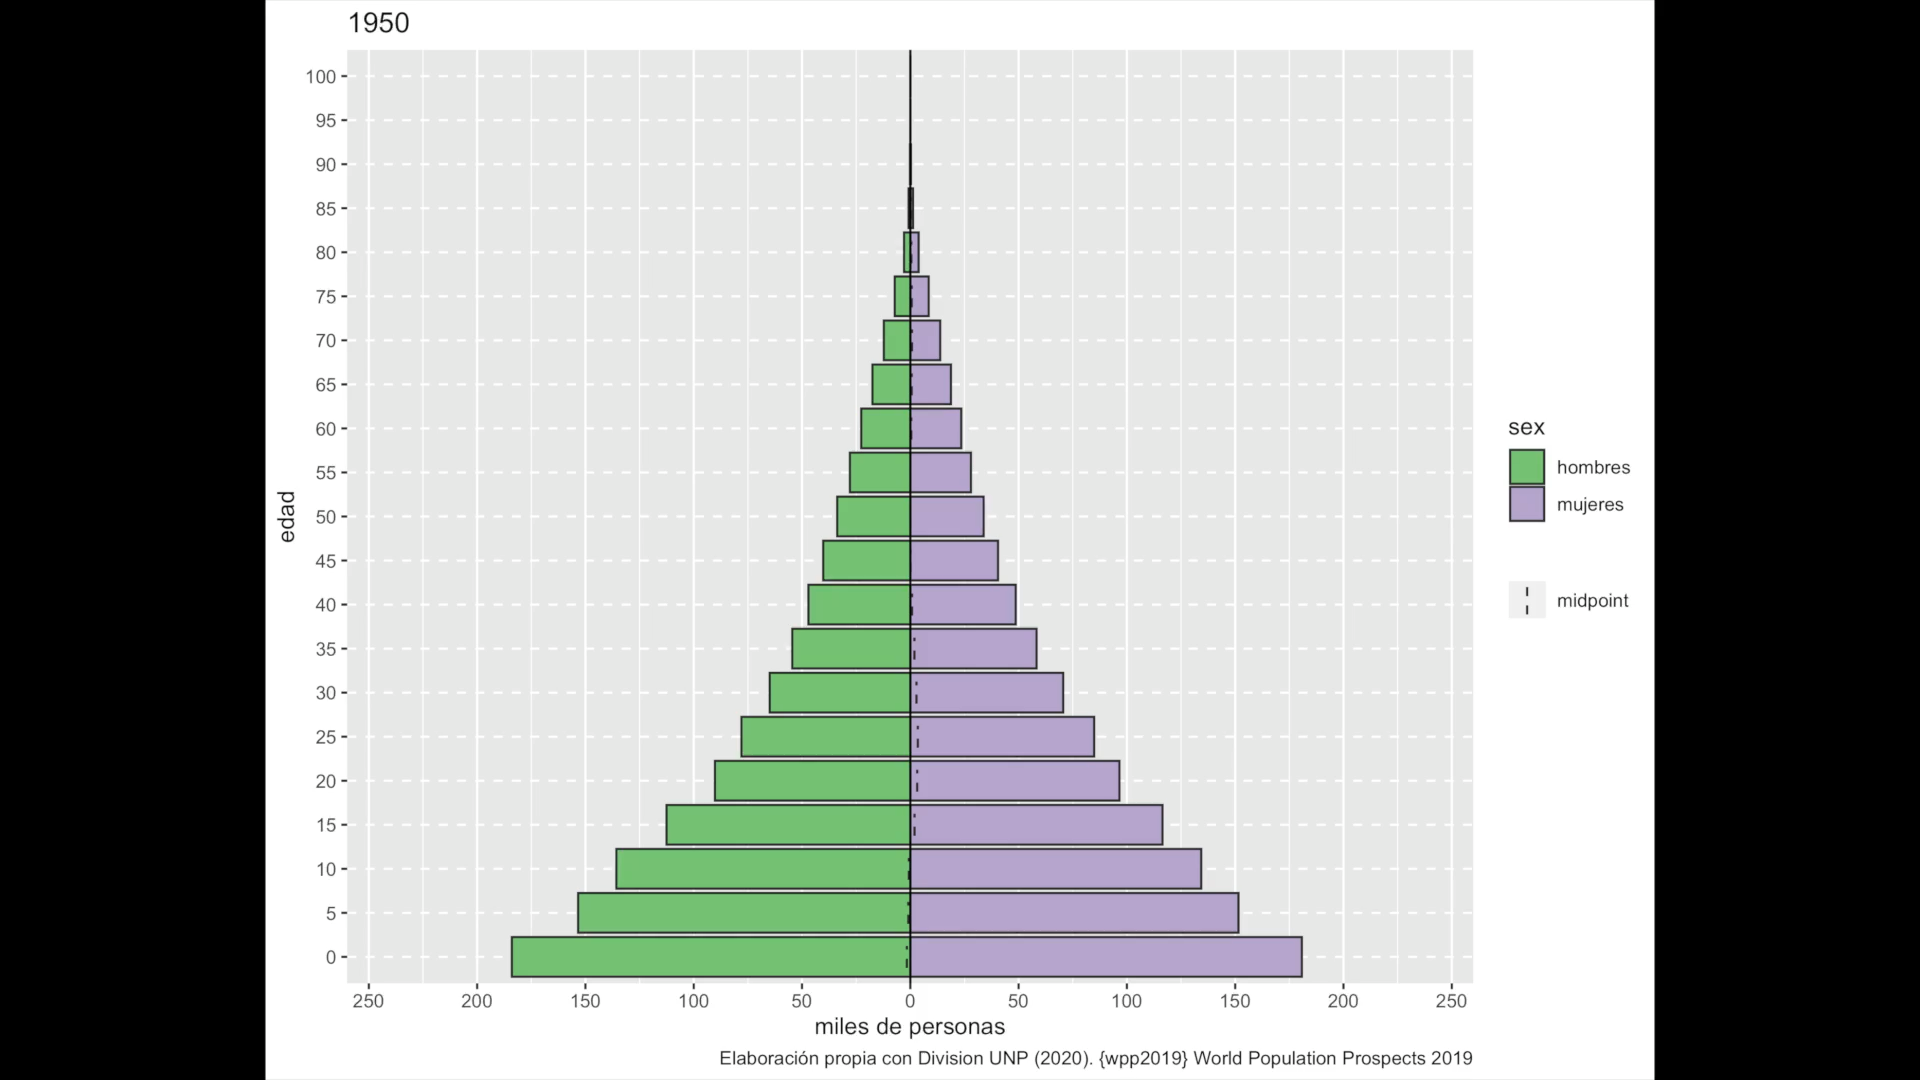 1950
100
95
90
85
80
75
70
65
60
55
50
45
40
35
30
25
20
15
10
5
0
edad
250 200 150 100 50 0 50 100 150 200 250
miles de personas
sex
hombres
mujeres
midpoint
Elaboración propia con Division UNP (2020). {wpp2019} World Population Prospects 2019